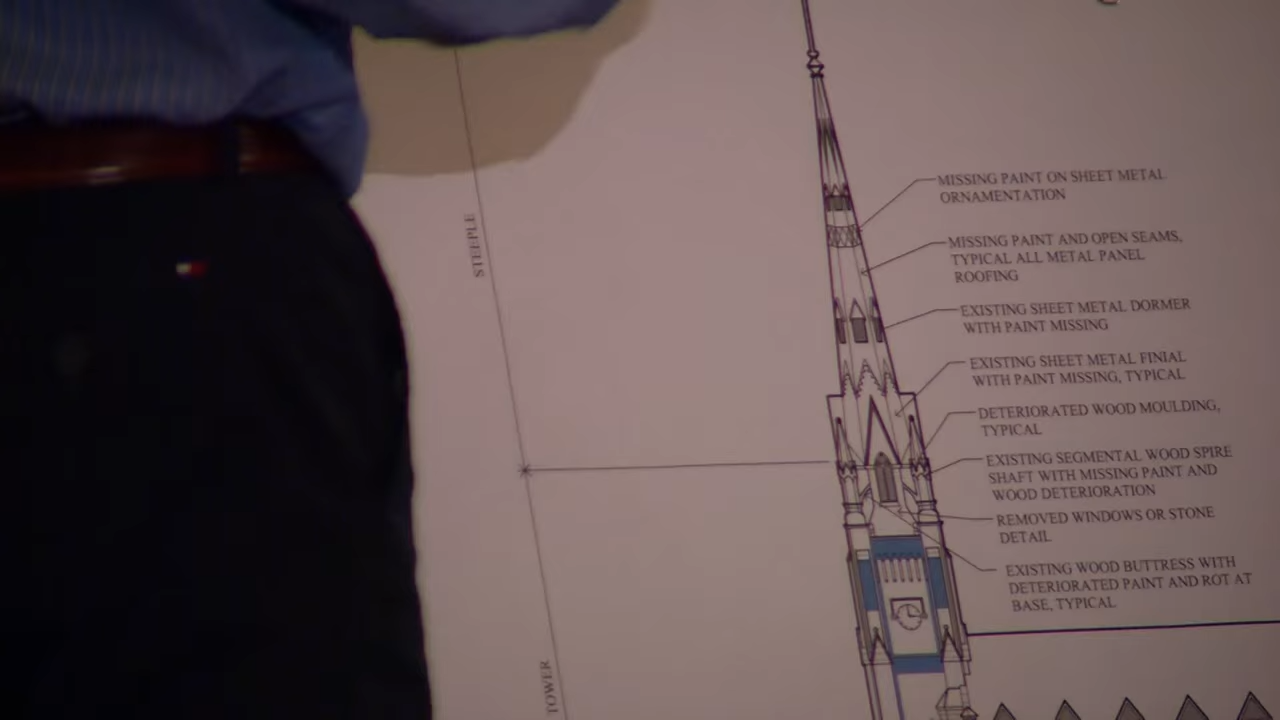 STEEPLE
MISSING PAINT ON SHEET METAL
ORNAMENTATION
MISSING PAINT AND OPEN SEAMS,
TYPICAL ALL METAL PANEL
ROOFING
EXISTING SHEET METAL DORMER
WITH PAINT MISSING
EXISTING SHEET METAL FINIAL
WITH PAINT MISSING, TYPICAL
DETERIORATED WOOD MOULDING,
TYPICAL
EXISTING SEGMENTAL WOOD SPIRE
SHAFT WITH MISSING PAINT AND
WOOD DETERIORATION
REMOVED WINDOWS OR STONE
DETAIL
EXISTING WOOD BUTTRESS WITH
DETERIORATED PAINT AND ROT AT
BASE, TYPICAL
TOWER